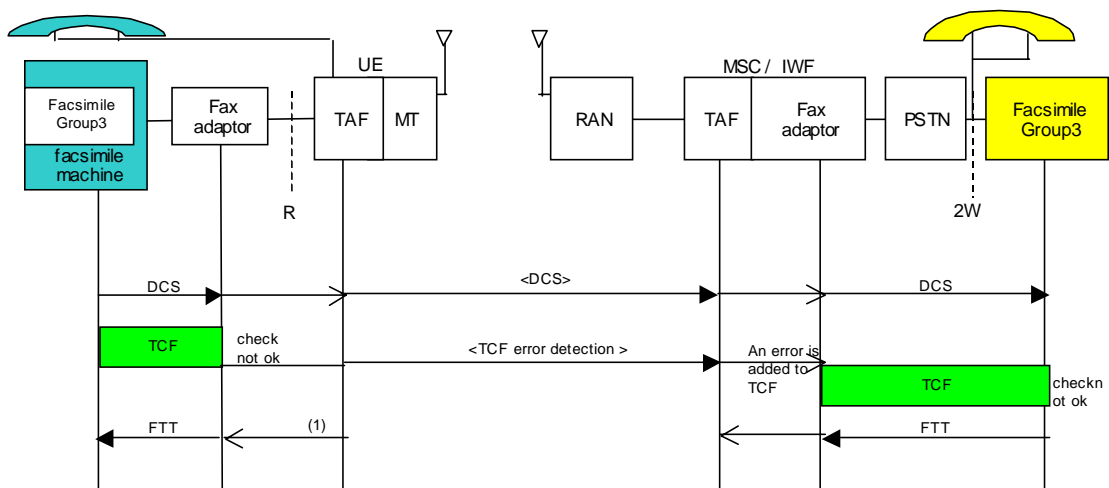 UE
MSC / IWF
Facsimile
Group3
facsimile
machine
Fax
adaptor
TAF
MT
RAN
TAF
Fax
adaptor
PSTN
Facsimile
Group3
R
2W
DCS
<DCS>
DCS
TCF
check
not ok
<TCF error detection >
An error is
added to
TCF
TCF
checkn
ot ok
FTT
(1)
FTT